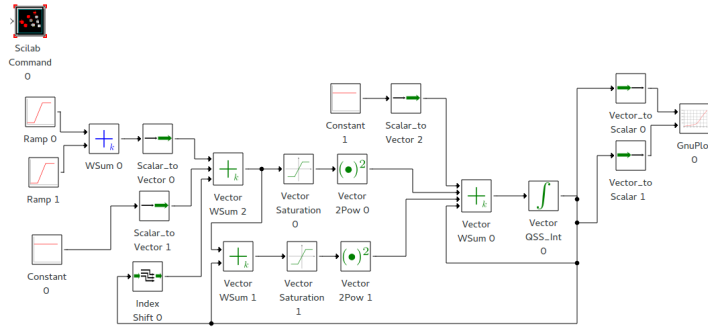 Scilab
Command
0
Ramp 0
+k
WSum 0
Scalar_to
Vector 0
Ramp 1
Constant
0
Scalar_to
Vector 1
Index
Shift 0
+k
Vector
WSum 2
Vector
Saturation
0
(•)²
Vector
2Pow 0
+k
Vector
WSum 1
Vector
Saturation
1
(•)²
Vector
2Pow 1
Constant
1
Scalar_to
Vector 2
+k
Vector
WSum 0
∫
Vector
QSS_Int
0
Vector_to
Scalar 0
Vector_to
Scalar 1
GnuPlo
0